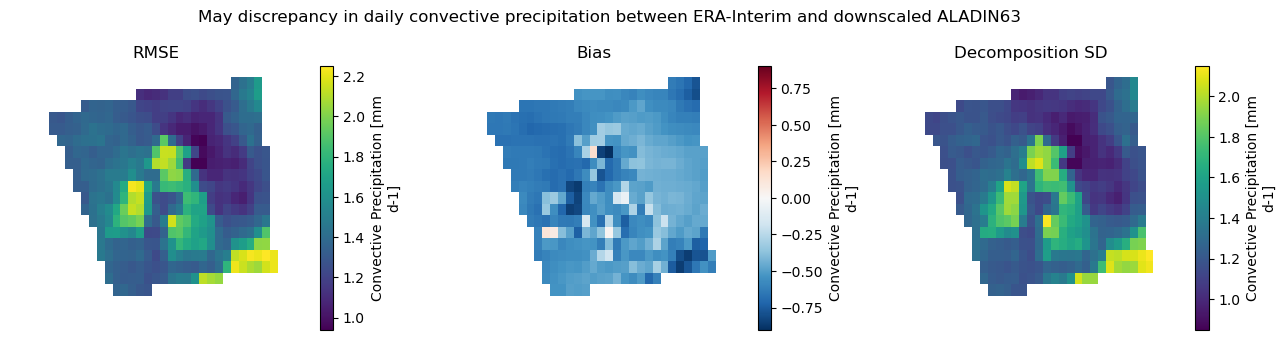 May discrepancy in daily convective precipitation between ERA-Interim and downscaled ALADIN63
RMSE
2.2
2.0
1.8
1.6
1.4
1.2
1.0
Convective Precipitation [mm
d-1]
Bias
0.75
0.50
0.25
0.00
−0.25
−0.50
−0.75
Convective Precipitation [mm
d-1]
Decomposition SD
2.0
1.8
1.6
1.4
1.2
1.0
Convective Precipitation [mm
d-1]